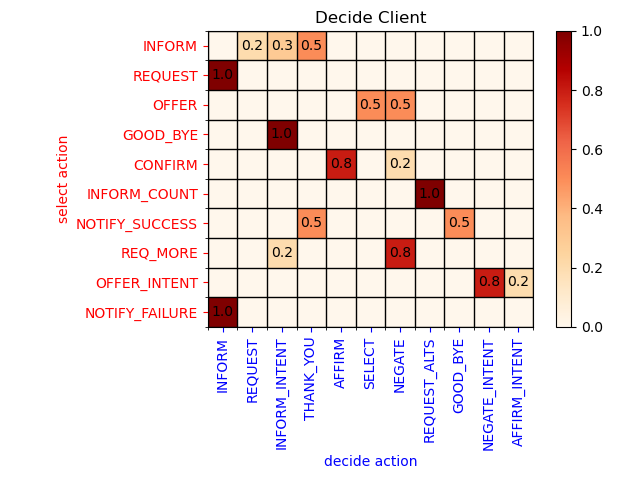 Decide Client
INFORM 0.2 0.3 0.5
REQUEST 1.0
OFFER 0.5 0.5
GOOD_BYE 1.0
CONFIRM 0.8 0.2
INFORM_COUNT 1.0
NOTIFY_SUCCESS 0.5 0.5
REQ_MORE 0.2 0.8
OFFER_INTENT 0.8 0.2
NOTIFY_FAILURE 1.0
select action
INFORM
REQUEST
INFORM_INTENT
THANK_YOU
AFFIRM
SELECT
NEGATE
REQUEST_ALTS
GOOD_BYE
NEGATE_INTENT
AFFIRM_INTENT
decide action
1.0
0.8
0.6
0.4
0.2
0.0